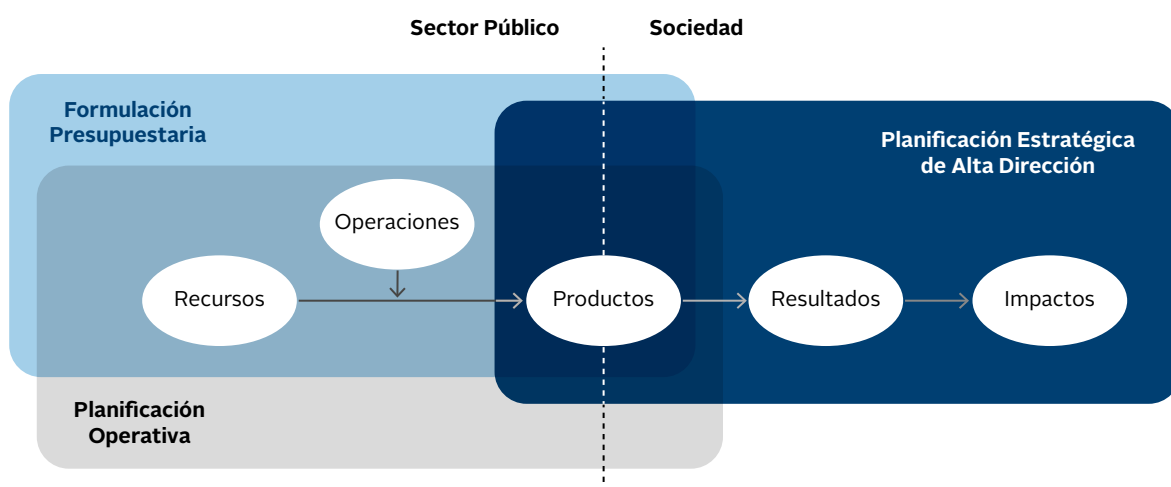 Sector Público
Sociedad
Formulación
Presupuestaria
Planificación Estratégica
de Alta Dirección
Operaciones
Recursos
Productos
Resultados
Impactos
Planificación
Operativa